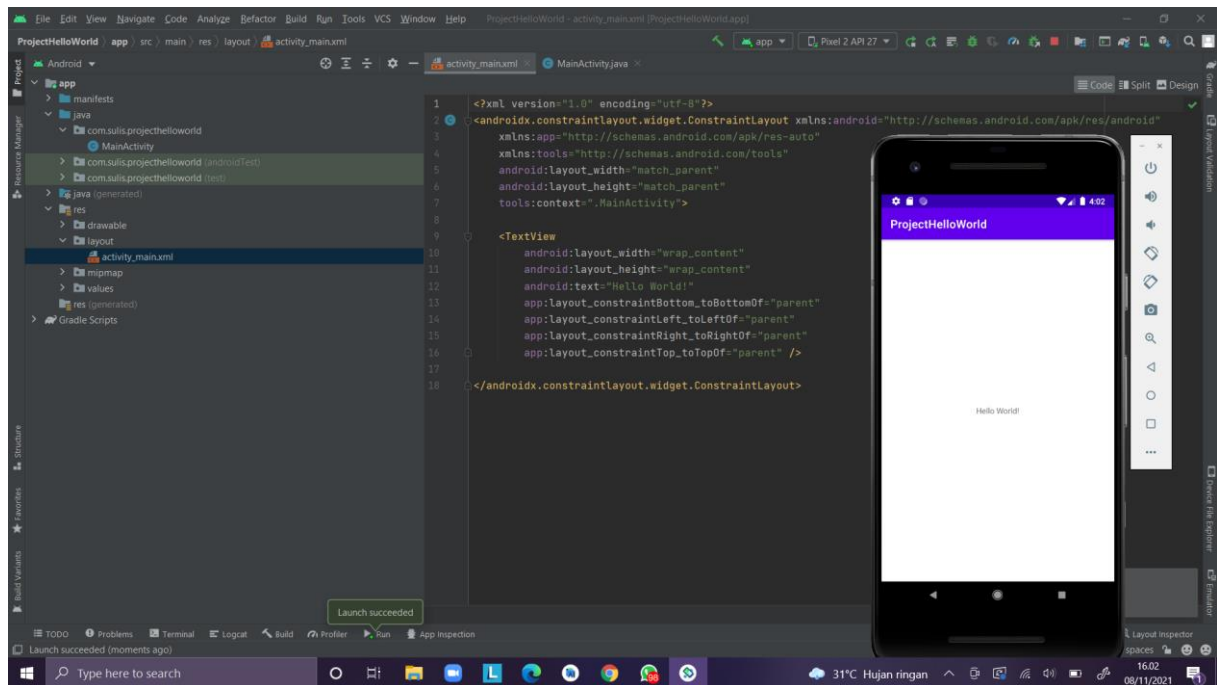 File Edit View Navigate Code Analyze Refactor Build Run Tools VCS Window Help ProjectHelloWorld - activity_main.xml [ProjectHelloWorld.app]
ProjectHelloWorld app src main res layout activity_main.xml
app Pixel 2 API 27
Android
activity_main.xml MainActivity.java
Code Split Design
app
manifests
java
com.sulis.projecthelloworld
MainActivity
com.sulis.projecthelloworld (androidTest)
com.sulis.projecthelloworld (test)
java (generated)
res
drawable
layout
activity_main.xml
mipmap
values
res (generated)
Gradle Scripts
Project
Resource Manager
Structure
Favorites
Build Variants
1 <?xml version="1.0" encoding="utf-8"?>
2 <androidx.constraintlayout.widget.ConstraintLayout xmlns:android="http://schemas.android.com/apk/res/android"
3 xmlns:app="http://schemas.android.com/apk/res-auto"
4 xmlns:tools="http://schemas.android.com/tools"
5 android:layout_width="match_parent"
6 android:layout_height="match_parent"
7 tools:context=".MainActivity">
8
9 <TextView
10 android:layout_width="wrap_content"
11 android:layout_height="wrap_content"
12 android:text="Hello World!"
13 app:layout_constraintBottom_toBottomOf="parent"
14 app:layout_constraintLeft_toLeftOf="parent"
15 app:layout_constraintRight_toRightOf="parent"
16 app:layout_constraintTop_toTopOf="parent" />
17
18 </androidx.constraintlayout.widget.ConstraintLayout>
4:02
ProjectHelloWorld
Hello World!
Gradle
Layout Validation
Device File Explorer
Emulator
Launch succeeded
TODO Problems Terminal Logcat Build Profiler Run App Inspection
Layout Inspector
Launch succeeded (moments ago)
spaces
Type here to search
31°C Hujan ringan
16.02
08/11/2021